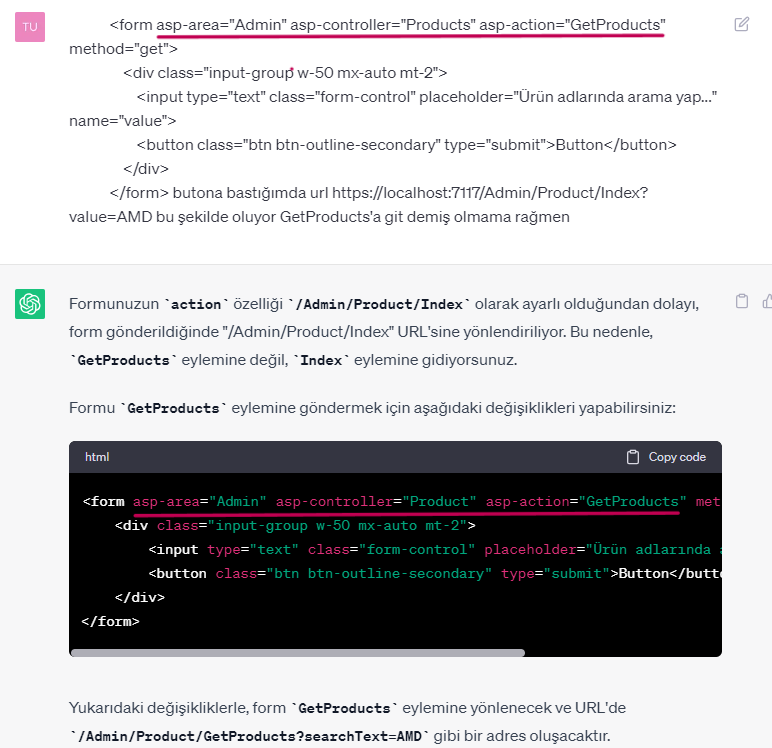 TU
<form asp-area="Admin" asp-controller="Products" asp-action="GetProducts"
method="get">
<div class="input-group w-50 mx-auto mt-2">
<input type="text" class="form-control" placeholder="Ürün adlarında arama yap..."
name="value">
<button class="btn btn-outline-secondary" type="submit">Button</button>
</div>
</form> butona bastığımda url https://localhost:7117/Admin/Product/Index?
value=AMD bu şekilde oluyor GetProducts'a git demiş olmama rağmen
Formunuzun `action` özelliği `/Admin/Product/Index` olarak ayarlı olduğundan dolayı,
form gönderildiğinde "/Admin/Product/Index" URL'sine yönlendiriliyor. Bu nedenle,
`GetProducts` eylemine değil, `Index` eylemine gidiyorsunuz.
Formu `GetProducts` eylemine göndermek için aşağıdaki değişiklikleri yapabilirsiniz:
html
Copy code
<form asp-area="Admin" asp-controller="Product" asp-action="GetProducts" met
<div class="input-group w-50 mx-auto mt-2">
<input type="text" class="form-control" placeholder="Ürün adlarında a
<button class="btn btn-outline-secondary" type="submit">Button</butto
</div>
</form>
Yukarıdaki değişikliklerle, form `GetProducts` eylemine yönlenecek ve URL'de
`/Admin/Product/GetProducts?searchText=AMD` gibi bir adres oluşacaktır.